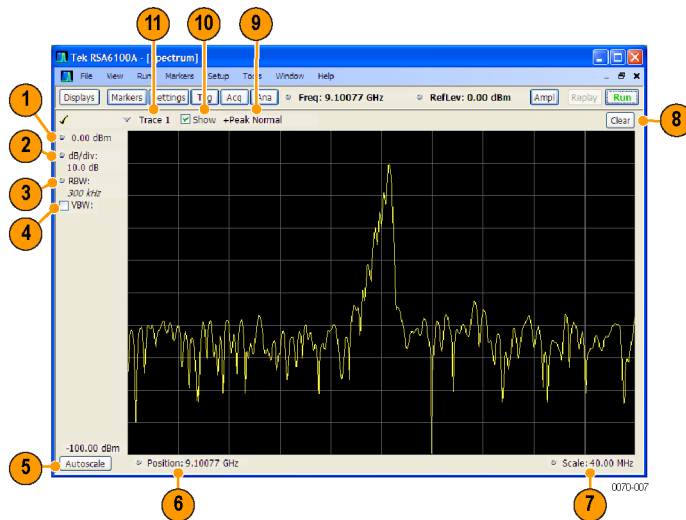 11 10 9
Tek RSA6100A - [Spectrum]
File View Run Markers Setup Tools Window Help
Displays Markers Settings Trig Acq Ana Freq: 9.10077 GHz RefLev: 0.00 dBm Ampl Replay Run
1
Trace 1 Show +Peak Normal Clear
8
0.00 dBm
2
dB/div:
10.0 dB
3
RBW:
300 kHz
4
VBW:
-100.00 dBm
5
Autoscale Position: 9.10077 GHz Scale: 40.00 MHz
6 7
0070-007